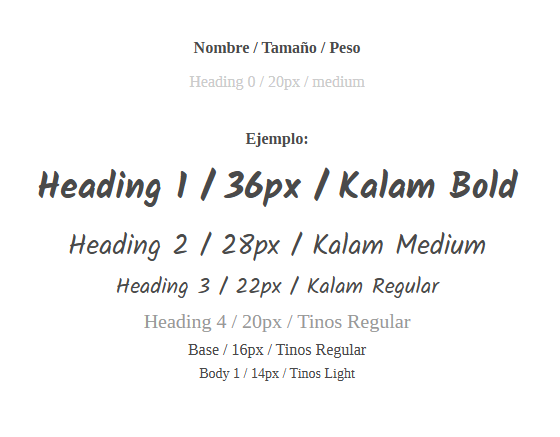 Nombre / Tamaño / Peso
Heading 0 / 20px / medium
Ejemplo:
Heading 1 / 36px / Kalam Bold
Heading 2 / 28px / Kalam Medium
Heading 3 / 22px / Kalam Regular
Heading 4 / 20px / Tinos Regular
Base / 16px / Tinos Regular
Body 1 / 14px / Tinos Light